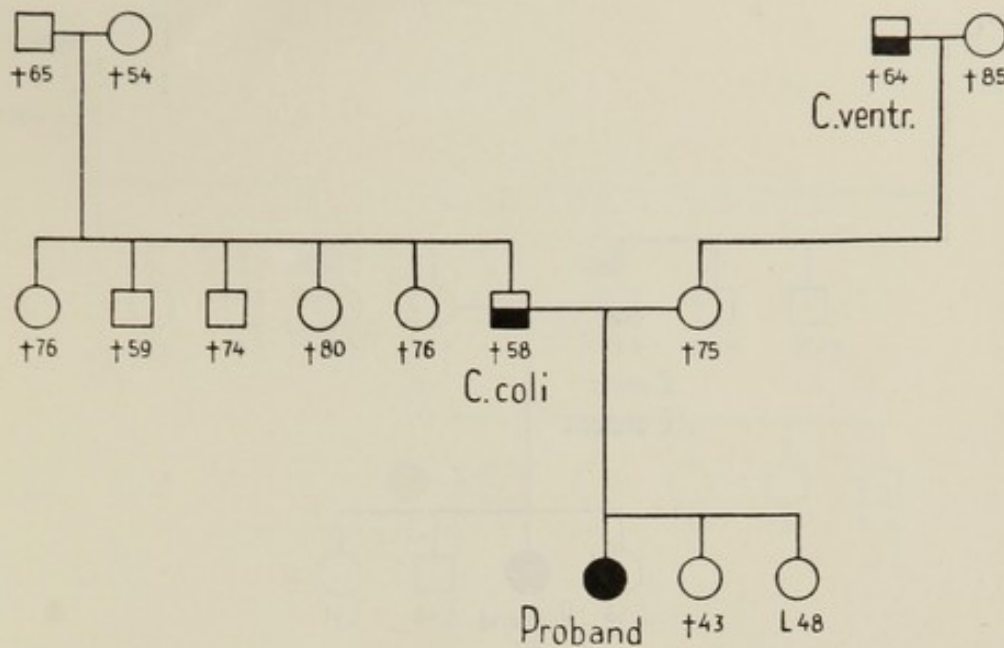 †65 †54 †64 †85
C.ventr.
†76 †59 †74 †80 †76 †58 †75
C.coli
Proband †43 L48